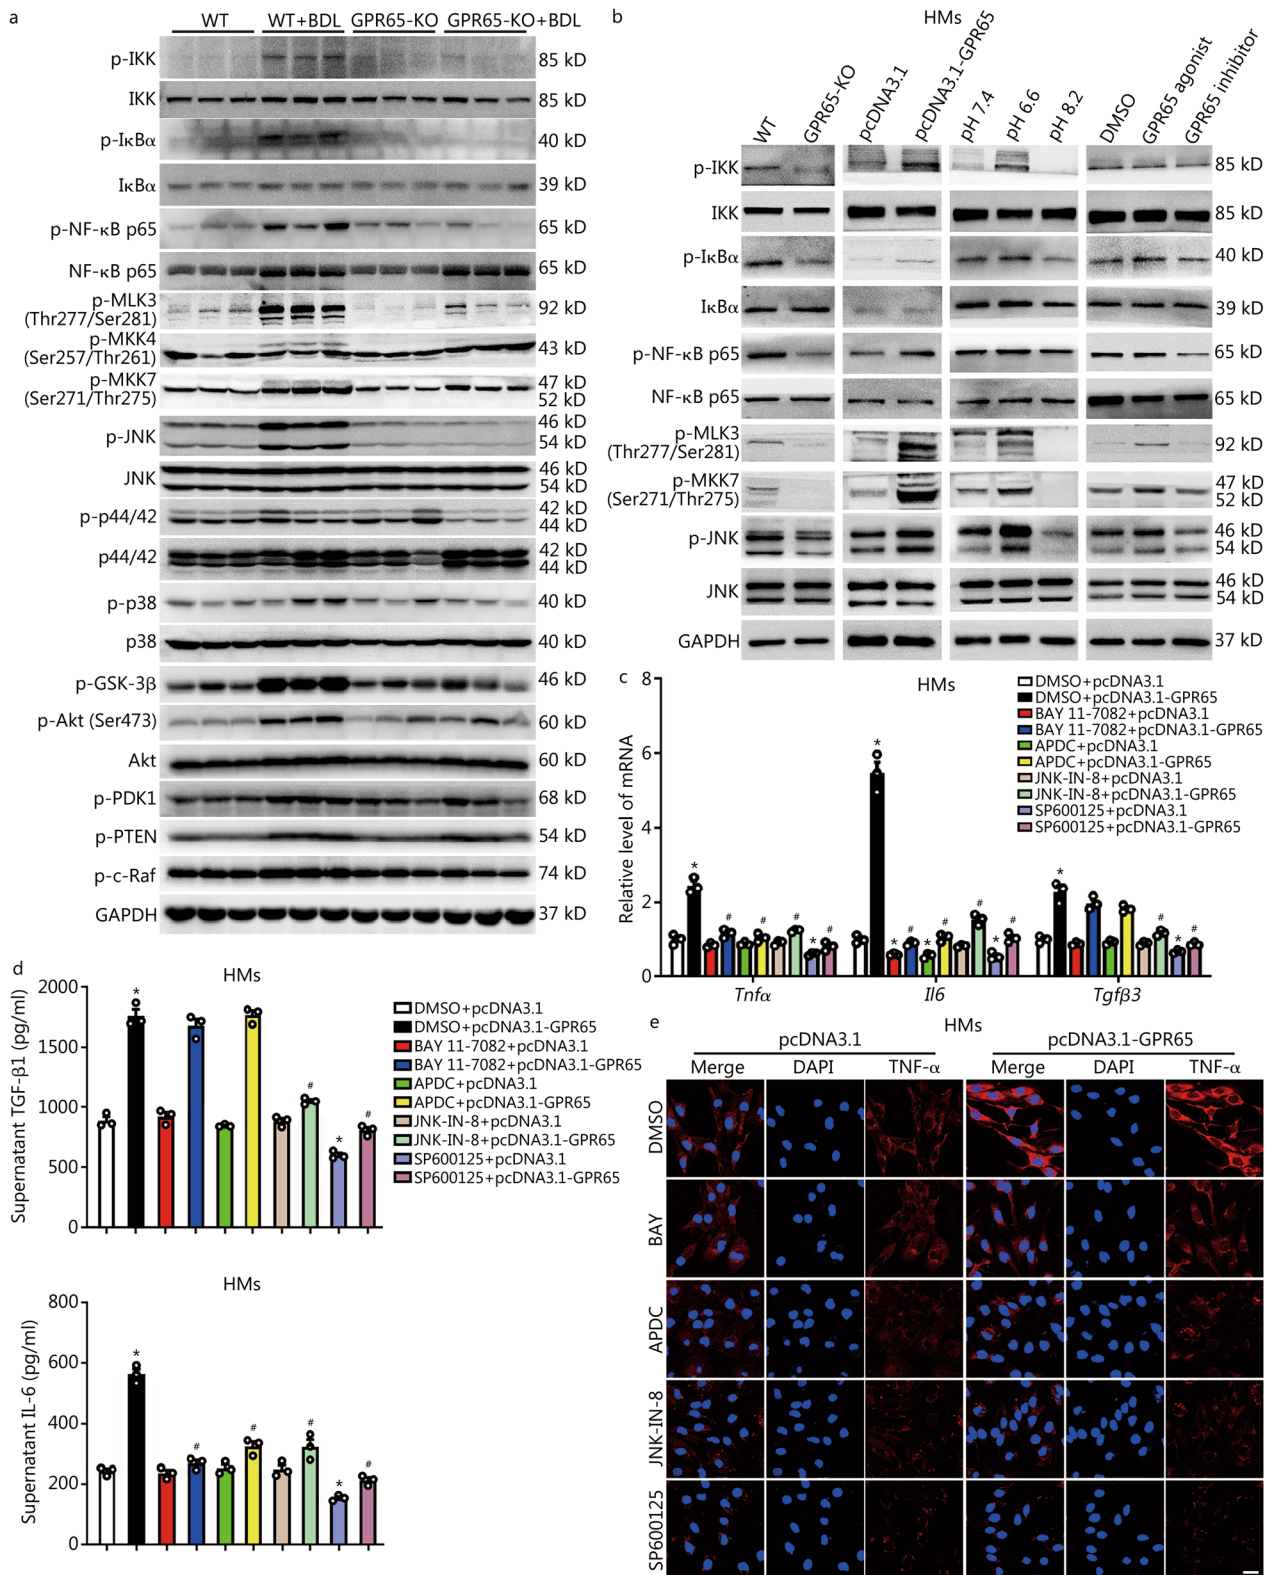 a
WT WT+BDL GPR65-KO GPR65-KO+BDL
p-IKK 85 kD
IKK 85 kD
p-IκBα 40 kD
IκBα 39 kD
p-NF-κB p65 65 kD
NF-κB p65 65 kD
p-MLK3
(Thr277/Ser281) 92 kD
p-MKK4
(Ser257/Thr261) 43 kD
p-MKK7 47 kD
(Ser271/Thr275) 52 kD
p-JNK 46 kD
54 kD
JNK 46 kD
54 kD
p-p44/42 42 kD
44 kD
p44/42 42 kD
44 kD
p-p38 40 kD
p38 40 kD
p-GSK-3β 46 kD
p-Akt (Ser473) 60 kD
Akt 60 kD
p-PDK1 68 kD
p-PTEN 54 kD
p-c-Raf 74 kD
GAPDH 37 kD
b
HMs
WT GPR65-KO pcDNA3.1 pcDNA3.1-GPR65 pH 7.4 pH 6.6 pH 8.2 DMSO GPR65 agonist GPR65 inhibitor
p-IKK 85 kD
IKK 85 kD
p-IκBα 40 kD
IκBα 39 kD
p-NF-κB p65 65 kD
NF-κB p65 65 kD
p-MLK3
(Thr277/Ser281) 92 kD
p-MKK7 47 kD
(Ser271/Thr275) 52 kD
p-JNK 46 kD
54 kD
JNK 46 kD
54 kD
GAPDH 37 kD
c
HMs
Relative level of mRNA
8
6
4
2
0
* * *
# # # # * #
* # * # # * #
# * #
Tnfα Il6 Tgfβ3
DMSO+pcDNA3.1
DMSO+pcDNA3.1-GPR65
BAY 11-7082+pcDNA3.1
BAY 11-7082+pcDNA3.1-GPR65
APDC+pcDNA3.1
APDC+pcDNA3.1-GPR65
JNK-IN-8+pcDNA3.1
JNK-IN-8+pcDNA3.1-GPR65
SP600125+pcDNA3.1
SP600125+pcDNA3.1-GPR65
d
HMs
Supernatant TGF-β1 (pg/ml)
2000
1500
1000
500
0
* # * #
DMSO+pcDNA3.1
DMSO+pcDNA3.1-GPR65
BAY 11-7082+pcDNA3.1
BAY 11-7082+pcDNA3.1-GPR65
APDC+pcDNA3.1
APDC+pcDNA3.1-GPR65
JNK-IN-8+pcDNA3.1
JNK-IN-8+pcDNA3.1-GPR65
SP600125+pcDNA3.1
SP600125+pcDNA3.1-GPR65
HMs
Supernatant IL-6 (pg/ml)
800
600
400
200
0
* # # # * #
e
HMs
pcDNA3.1 pcDNA3.1-GPR65
Merge DAPI TNF-α Merge DAPI TNF-α
DMSO
BAY
APDC
JNK-IN-8
SP600125